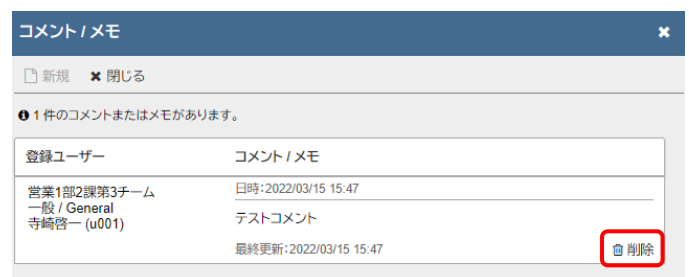 コメント / メモ
新規 閉じる
1 件のコメントまたはメモがあります。
登録ユーザー コメント / メモ
営業1部2課第3チーム
一般 / General
寺崎啓一 (u001)
日時:2022/03/15 15:47
テストコメント
最終更新:2022/03/15 15:47 削除